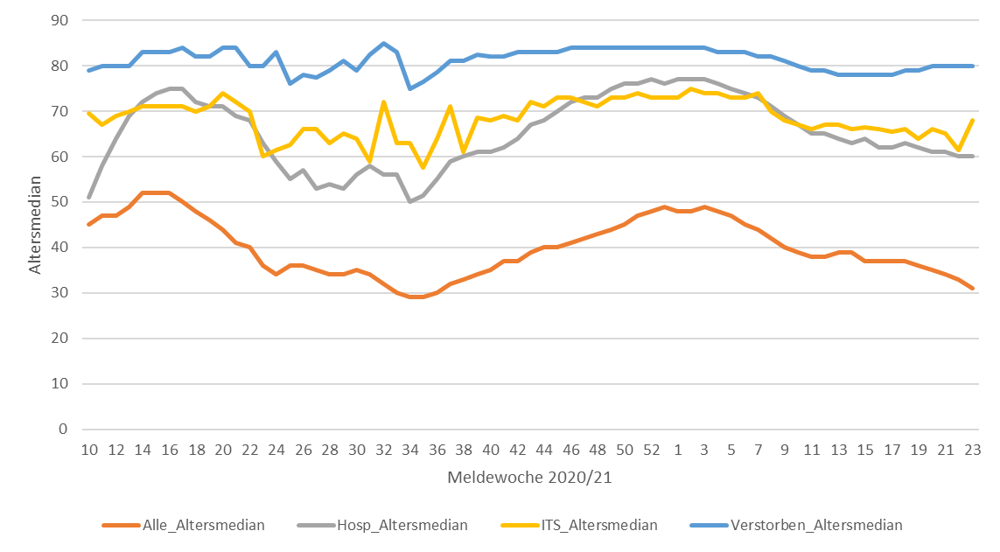 90
80
70
60
50
40
30
20
10
0
Altersmedian
10 12 14 16 18 20 22 24 26 28 30 32 34 36 38 40 42 44 46 48 50 52 1 3 5 7 9 11 13 15 17 19 21 23
Meldewoche 2020/21
Alle_Altersmedian Hosp_Altersmedian ITS_Altersmedian Verstorben_Altersmedian